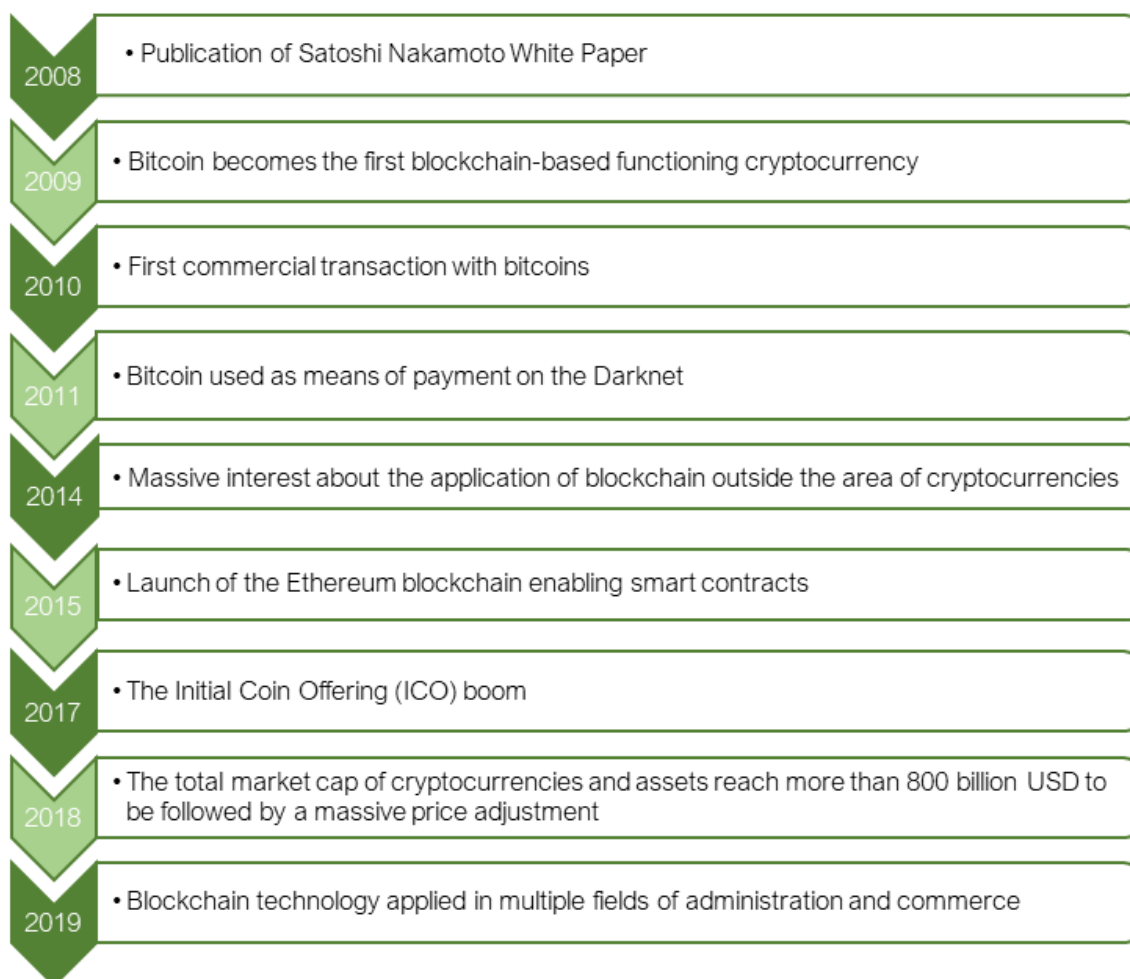 2008
• Publication of Satoshi Nakamoto White Paper
2009
• Bitcoin becomes the first blockchain-based functioning cryptocurrency
2010
• First commercial transaction with bitcoins
2011
• Bitcoin used as means of payment on the Darknet
2014
• Massive interest about the application of blockchain outside the area of cryptocurrencies
2015
• Launch of the Ethereum blockchain enabling smart contracts
2017
• The Initial Coin Offering (ICO) boom
2018
• The total market cap of cryptocurrencies and assets reach more than 800 billion USD to
be followed by a massive price adjustment
2019
• Blockchain technology applied in multiple fields of administration and commerce